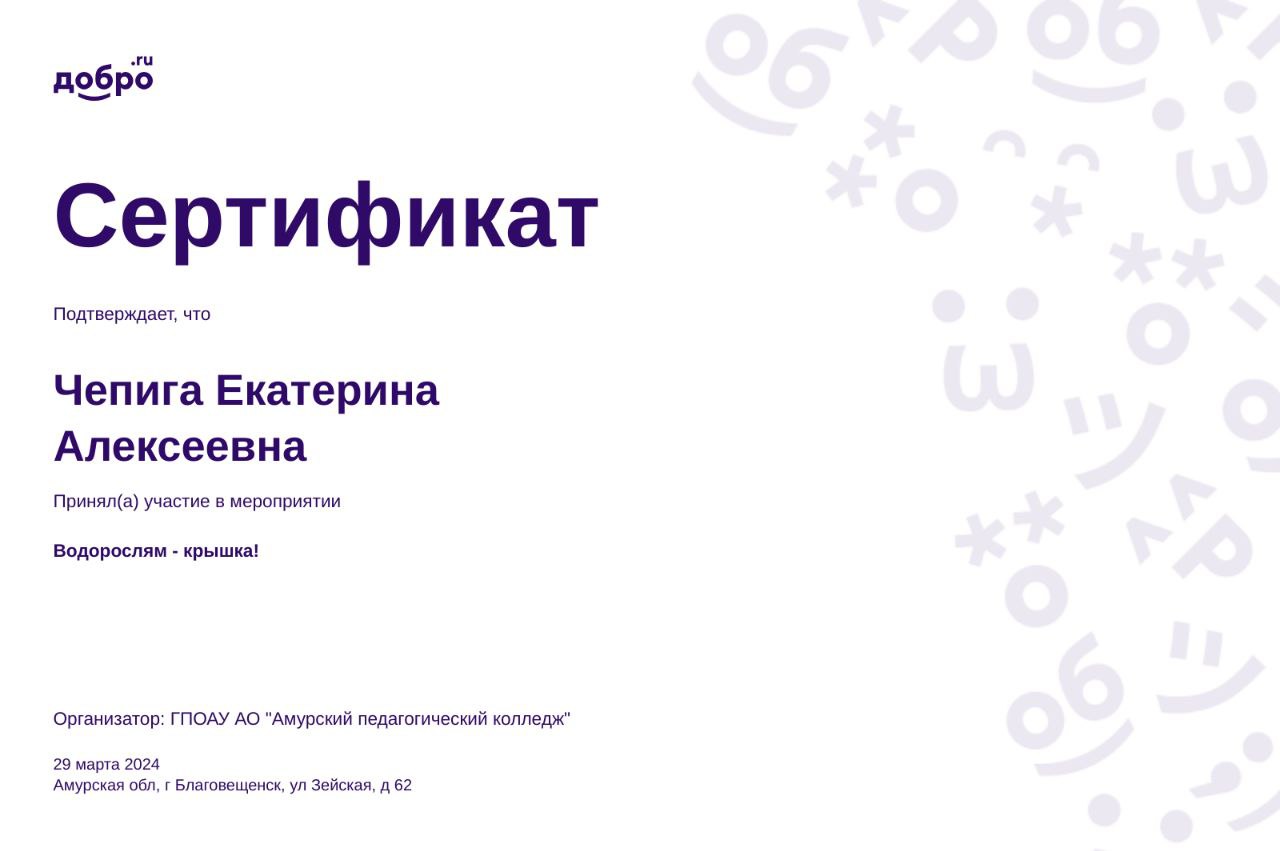 добро.ru
Сертификат
Подтверждает, что
Чепига Екатерина
Алексеевна
Принял(а) участие в мероприятии
Водорослям - крышка!
Организатор: ГПОАУ АО "Амурский педагогический колледж"
29 марта 2024
Амурская обл, г Благовещенск, ул Зейская, д 62